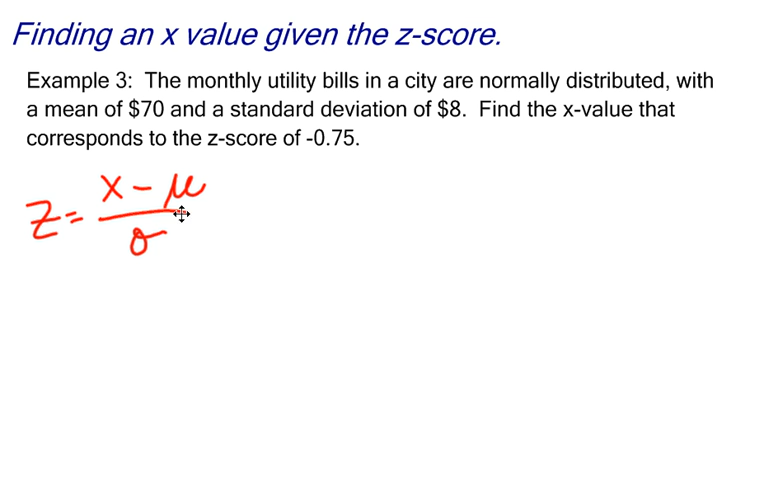 Finding an x value given the z-score.
Example 3: The monthly utility bills in a city are normally distributed, with
a mean of $70 and a standard deviation of $8. Find the x-value that
corresponds to the z-score of -0.75.
z = x - μ
σ